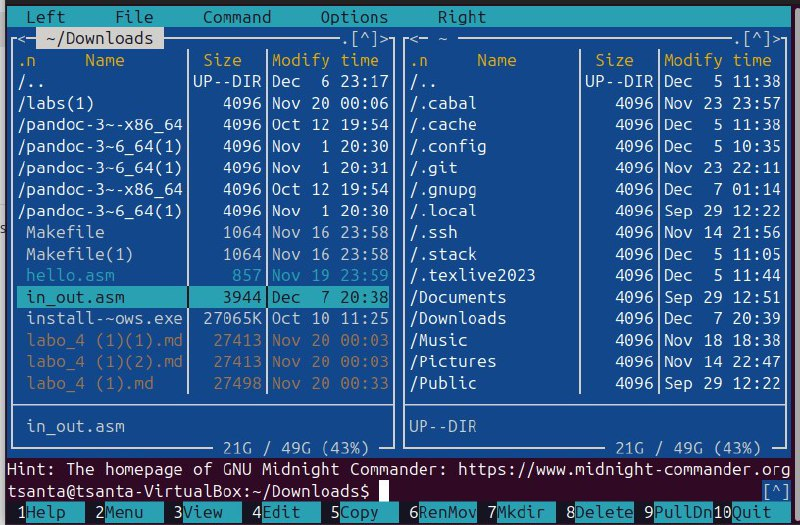 Left File Command Options Right
<─ ~/Downloads .[^]> <─ ~ .[^]>
.n Name Size Modify time .n Name Size Modify time
/.. UP--DIR Dec 6 23:17 /.. UP--DIR Dec 5 11:38
/labs(1) 4096 Nov 20 00:06 /.cabal 4096 Nov 23 23:57
/pandoc-3~-x86_64 4096 Oct 12 19:54 /.cache 4096 Dec 5 11:38
/pandoc-3~6_64(1) 4096 Nov 1 20:30 /.config 4096 Dec 5 10:35
/pandoc-3~6_64(1) 4096 Nov 1 20:31 /.git 4096 Nov 23 22:11
/pandoc-3~-x86_64 4096 Oct 12 19:54 /.gnupg 4096 Dec 7 01:14
/pandoc-3~6_64(1) 4096 Nov 1 20:30 /.local 4096 Sep 29 12:22
Makefile 1064 Nov 16 23:58 /.ssh 4096 Nov 14 21:56
Makefile(1) 1064 Nov 16 23:58 /.stack 4096 Dec 5 11:05
hello.asm 857 Nov 19 23:59 /.texlive2023 4096 Dec 5 11:44
in_out.asm 3944 Dec 7 20:38 /Documents 4096 Sep 29 12:51
install-~ows.exe 27065K Oct 10 11:25 /Downloads 4096 Dec 7 20:39
labo_4 (1)(1).md 27413 Nov 20 00:03 /Music 4096 Nov 18 18:38
labo_4 (1)(2).md 27413 Nov 20 00:03 /Pictures 4096 Nov 14 22:47
labo_4 (1).md 27498 Nov 20 00:33 /Public 4096 Sep 29 12:22
in_out.asm UP--DIR
21G / 49G (43%) 21G / 49G (43%)
Hint: The homepage of GNU Midnight Commander: https://www.midnight-commander.org
tsanta@tsanta-VirtualBox:~/Downloads$ [^]
1Help 2Menu 3View 4Edit 5Copy 6RenMov 7Mkdir 8Delete 9PullDn 10Quit